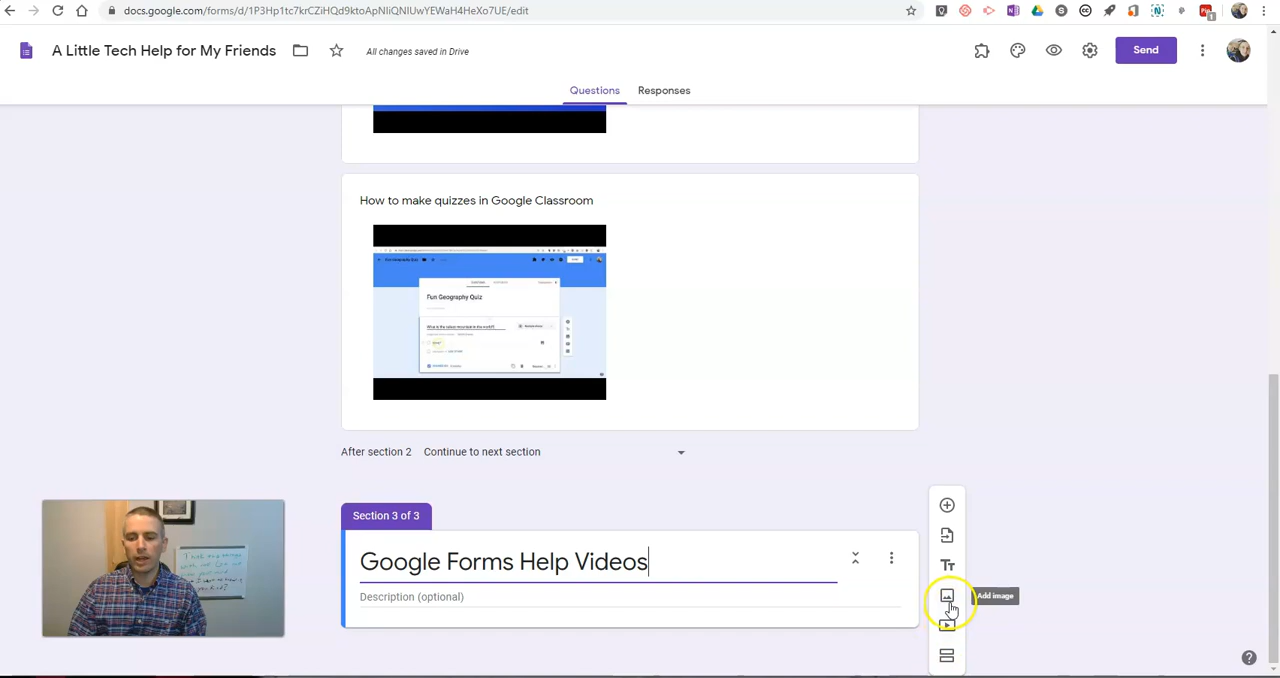 docs.google.com/forms/d/1P3Hp1tc7krCZiHQd9ktoApNliQNlUwYEWaH4HeXo7UE/edit
A Little Tech Help for My Friends
All changes saved in Drive
Send
Questions
Responses
How to make quizzes in Google Classroom
Fun Geography Quiz
After section 2
Continue to next section
Section 3 of 3
Google Forms Help Videos
Description (optional)
Add image